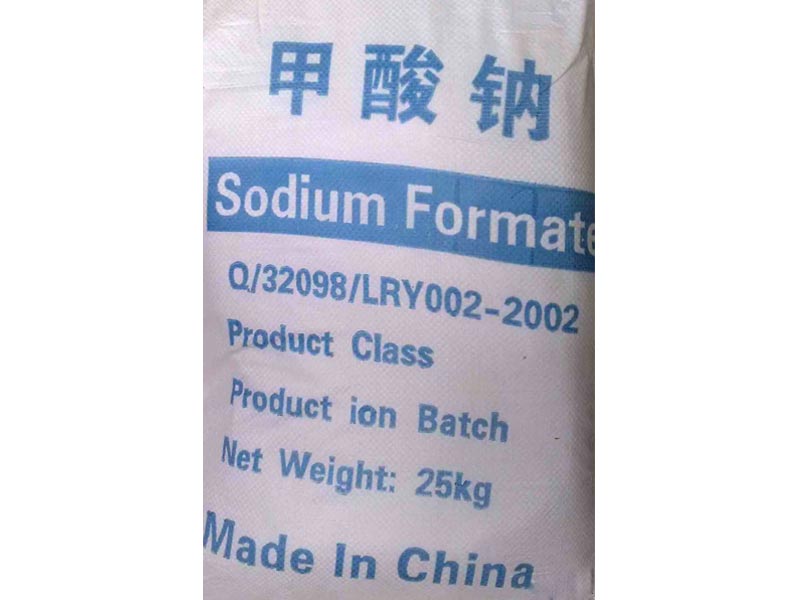 甲酸钠
Sodium Formate
Q/32098/LRY002-2002
Product Class
Product ion Batch
Net Weight: 25kg
Made In China